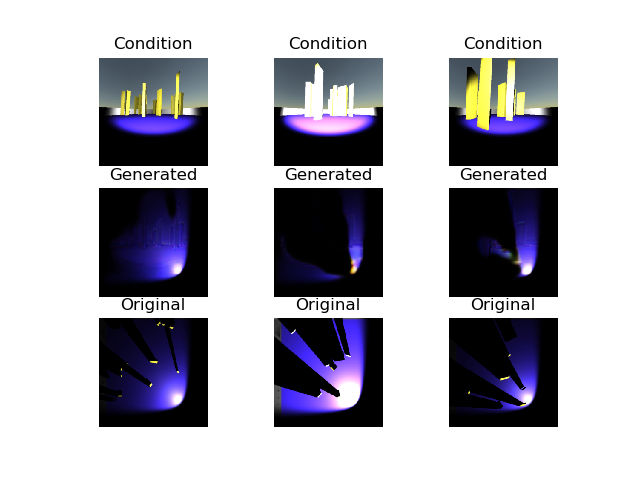 Condition Condition Condition
Generated Generated Generated
Original Original Original